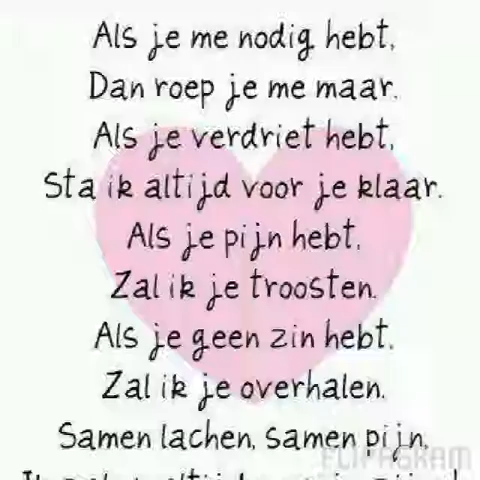 Als je me nodig hebt,
Dan roep je me maar.
Als je verdriet hebt,
Sta ik altijd voor je klaar.
Als je pijn hebt,
Zal ik je troosten.
Als je geen zin hebt,
Zal ik je overhalen.
Samen lachen, samen pijn,
FLIPAGRAM